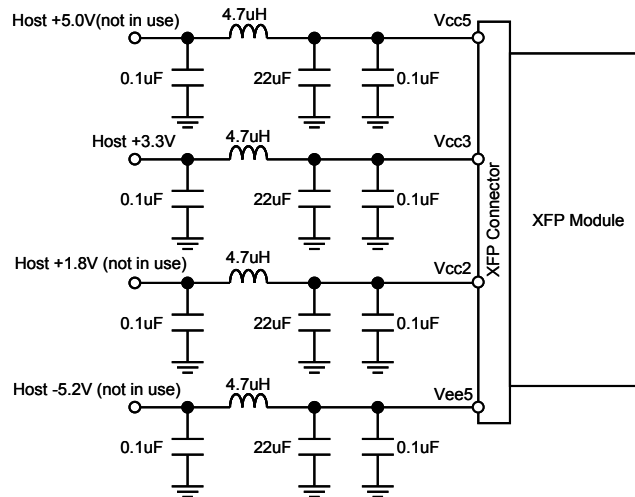 Host +5.0V(not in use)
4.7uH
Vcc5
0.1uF
22uF
0.1uF
Host +3.3V
4.7uH
Vcc3
0.1uF
22uF
0.1uF
XFP Connector
XFP Module
Host +1.8V (not in use)
4.7uH
Vcc2
0.1uF
22uF
0.1uF
Host -5.2V (not in use)
4.7uH
Vee5
0.1uF
22uF
0.1uF